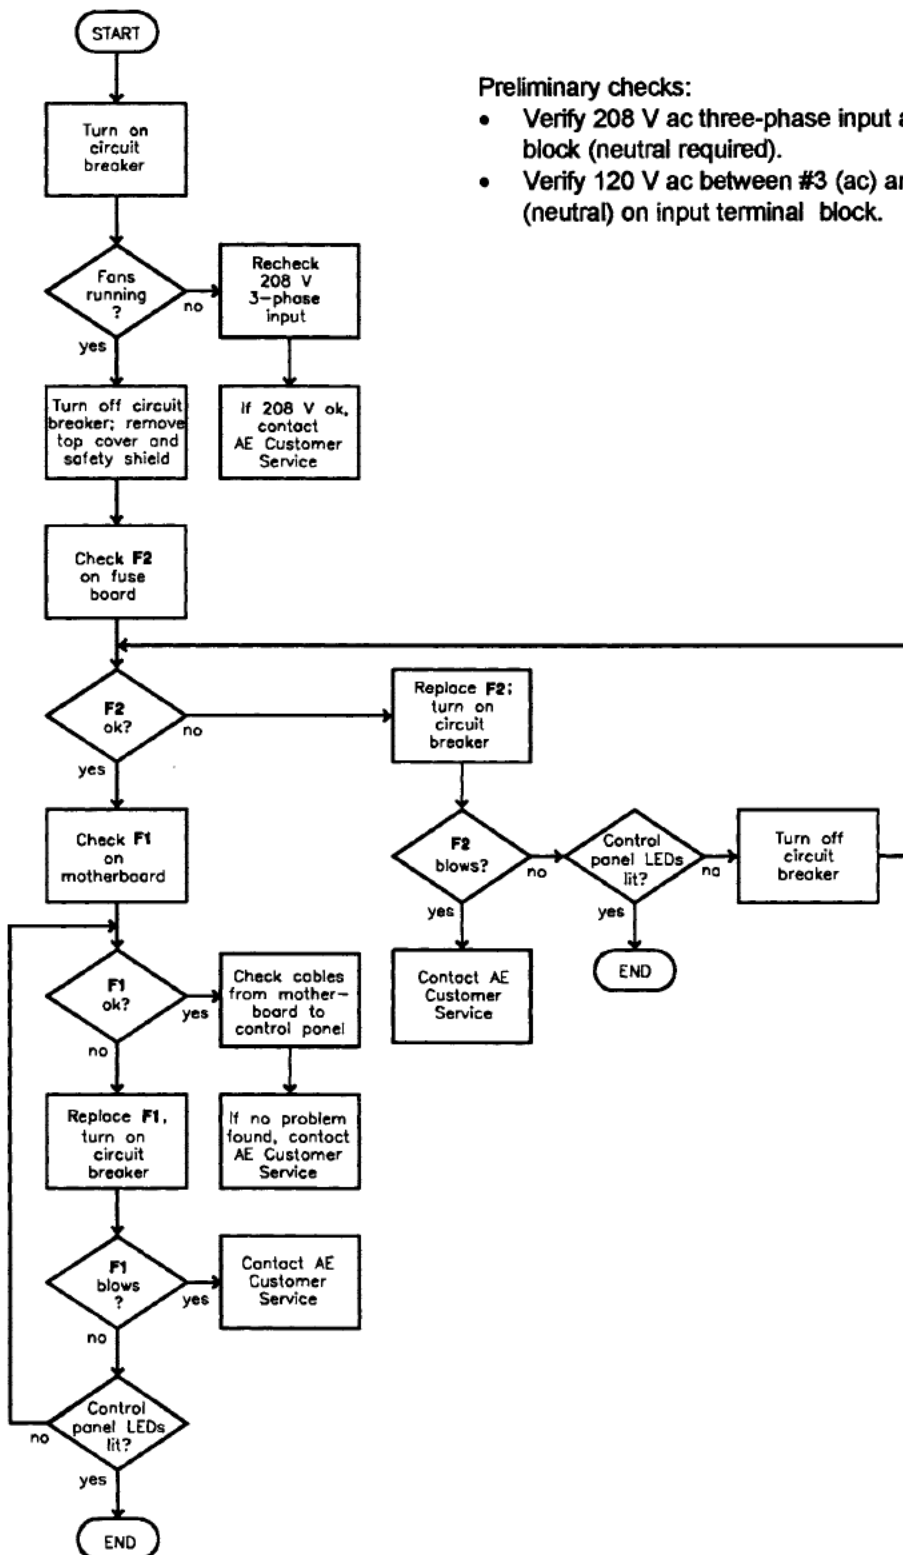 START
Preliminary checks:
• Verify 208 V ac three-phase input
block (neutral required).
• Verify 120 V ac between #3 (ac)
(neutral) on input terminal block.
Turn on
circuit
breaker
Fans
running
?
no
yes
Recheck
208 V
3-phase
input
Turn off circuit
breaker; remove
top cover and
safety shield
If 208 V ok,
contact
AE Customer
Service
Check F2
on fuse
board
F2
ok?
no
yes
Replace F2;
turn on
circuit
breaker
Check F1
on
motherboard
F2
blows?
no
yes
Control
panel LEDs
lit?
no
yes
Turn off
circuit
breaker
Contact AE
Customer
Service
END
F1
ok?
yes
no
Check cables
from mother-
board to
control panel
Replace F1,
turn on
circuit
breaker
If no problem
found, contact
AE Customer
Service
F1
blows
?
yes
no
Contact AE
Customer
Service
Control
panel LEDs
lit?
no
yes
END